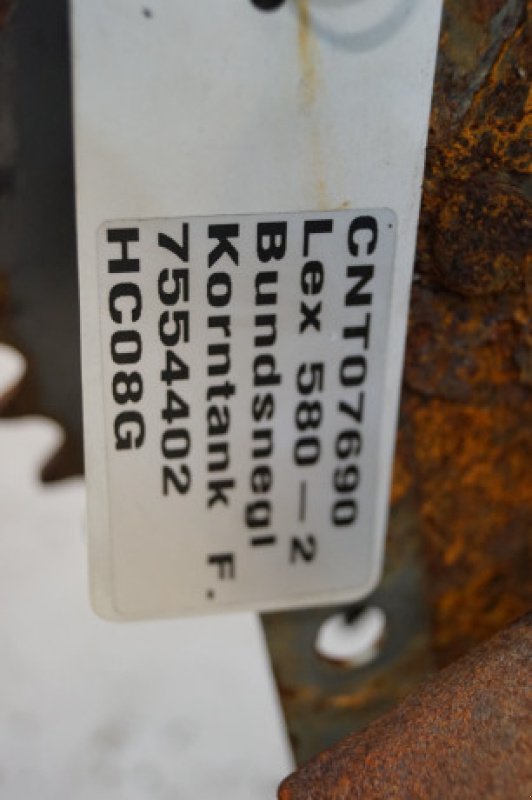 CNT07690
Lex 580-2
Bundsnegl
Korntank F.
7554402
HC08G